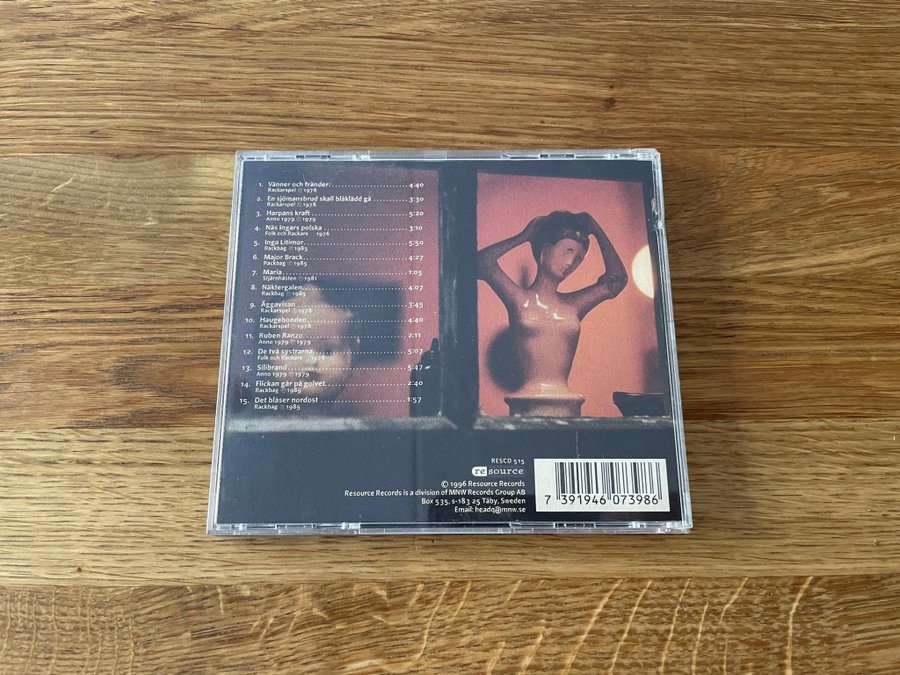 1. Vänner och fränder 4:40
Rackarspel ℗ 1978
2. En sjömansbrud skall blåklädd gå 3:30
Rackarspel ℗ 1978
3. Harpans kraft 5:20
Anno 1979 ℗ 1979
4. Näs Ingars polska 3:10
Folk och Rackare 1976
5. Inga Litimor 5:50
Rackbag ℗ 1985
6. Major Brack 4:27
Rackbag ℗ 1985
7. Maria 1:05
Stjärnhästen ℗ 1981
8. Näktergalen 4:07
Rackbag ℗ 1985
9. Äggavisan 3:45
Rackarspel ℗ 1978
10. Haugebonden 4:40
Rackarspel ℗ 1978
11. Ruben Ranzo 2:11
Anno 1979 ℗ 1979
12. De två systrarna 5:07
Folk och Rackare 1976
13. Silibrand 5:47
Anno 1979 ℗ 1979
14. Flickan går på golvet 2:40
Rackbag ℗ 1985
15. Det blåser nordost 1:57
Rackbag ℗ 1985
RESCD 515
resource
© 1996 Resource Records
Resource Records is a division of MNW Records Group AB
Box 535, s-183 25 Täby, Sweden
Email: headq@mnw.se
7 391946 073986